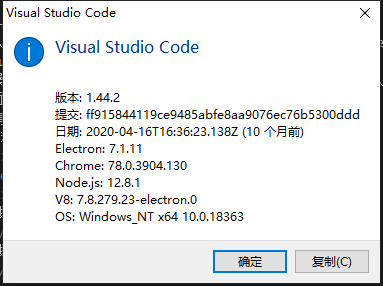 Visual Studio Code
Visual Studio Code
版本: 1.44.2
提交: ff915844119ce9485abfe8aa9076ec76b5300ddd
日期: 2020-04-16T16:36:23.138Z (10 个月前)
Electron: 7.1.11
Chrome: 78.0.3904.130
Node.js: 12.8.1
V8: 7.8.279.23-electron.0
OS: Windows_NT x64 10.0.18363
确定
复制(C)